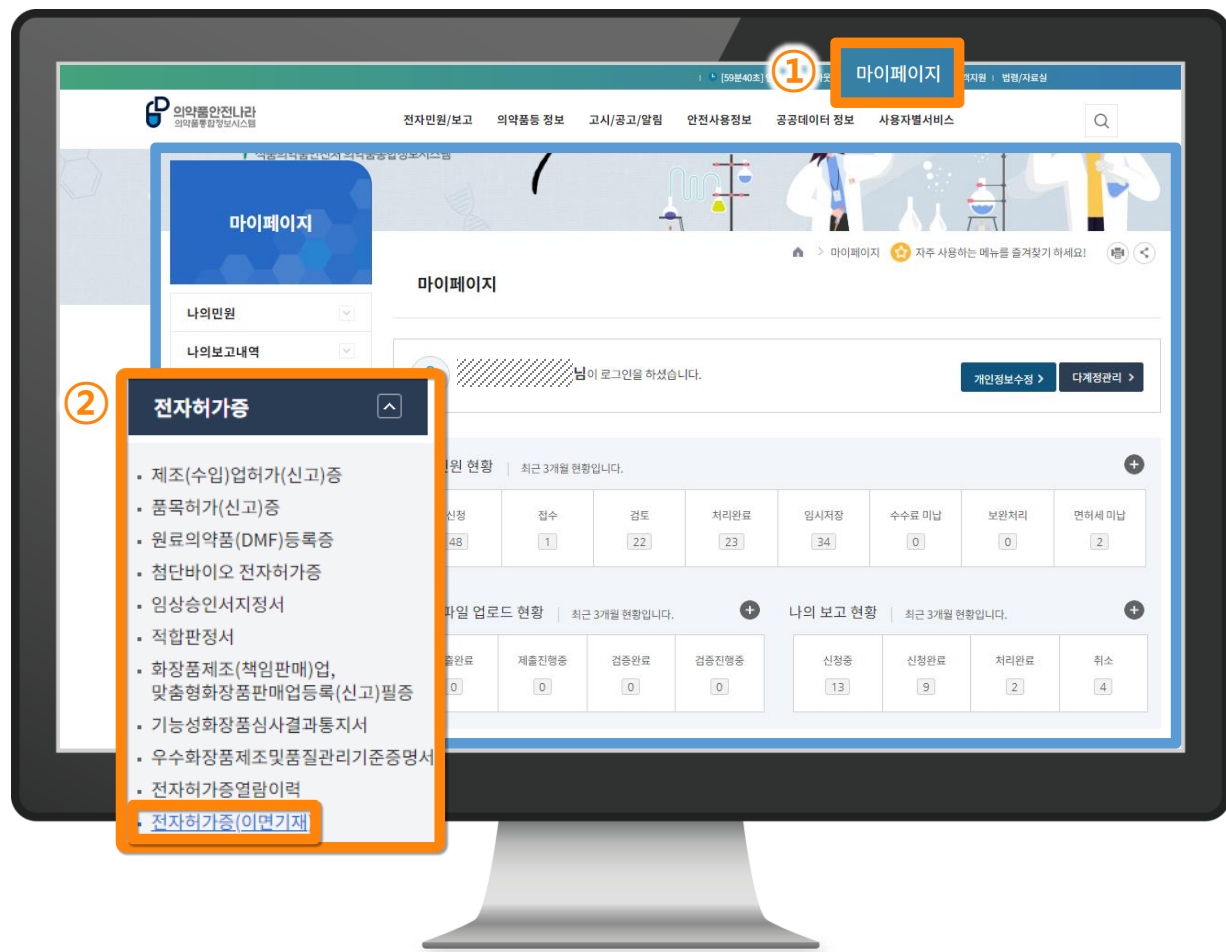 ①
마이페이지
[59분40초]
법령/자료실
의약품안전나라
의약품통합정보시스템
전자민원/보고
의약품등 정보
고시/공고/알림
안전사용정보
공공데이터 정보
사용자별서비스
마이페이지
마이페이지
자주 사용하는 메뉴를 즐겨찾기 하세요!
마이페이지
나의민원
나의보고내역
님이 로그인을 하셨습니다.
개인정보수정 >
다계정관리 >
②
전자허가증
제조(수입)업허가(신고)증
품목허가(신고)증
원료의약품(DMF)등록증
첨단바이오 전자허가증
임상승인서지정서
적합판정서
화장품제조(책임판매)업,
맞춤형화장품판매업등록(신고)필증
기능성화장품심사결과통지서
우수화장품제조및품질관리기준증명서
전자허가증열람이력
전자허가증(이면기재)
현황
최근 3개월 현황입니다.
신청 접수 검토 처리완료 임시저장 수수료 미납 보완처리 면허세 미납
48 1 22 23 34 0 0 2
파일 업로드 현황
최근 3개월 현황입니다.
제출진행중 검증완료 검증진행중
0 0 0 0
나의 보고 현황
최근 3개월 현황입니다.
신청중 신청완료 처리완료 취소
13 9 2 4